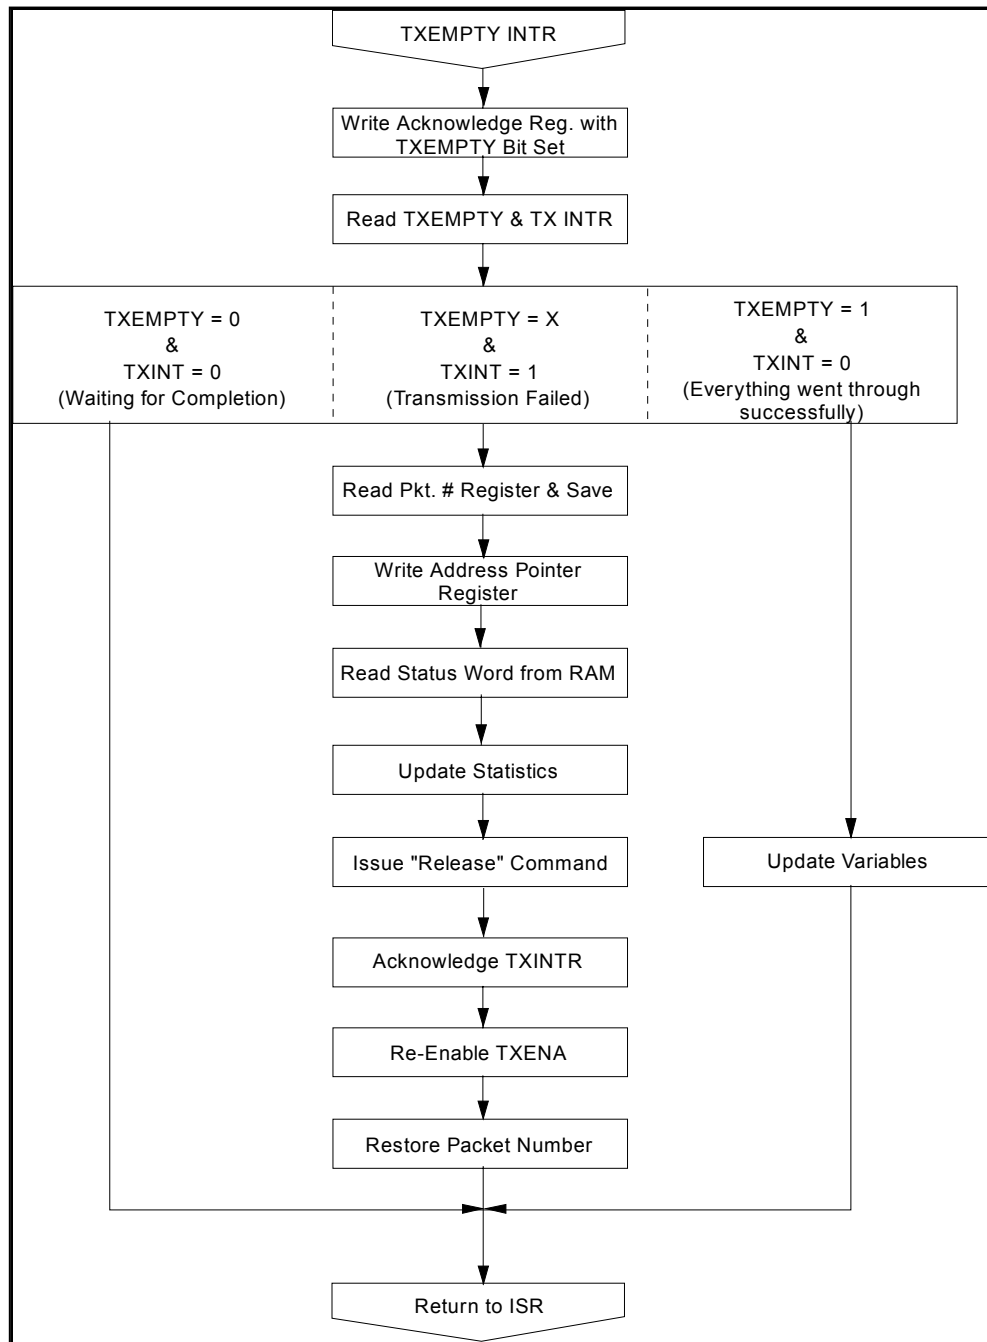 TXEMPTY INTR
Write Acknowledge Reg. with
TXEMPTY Bit Set
Read TXEMPTY & TX INTR
TXEMPTY = 0
&
TXINT = 0
(Waiting for Completion)
TXEMPTY = X
&
TXINT = 1
(Transmission Failed)
TXEMPTY = 1
&
TXINT = 0
(Everything went through
successfully)
Read Pkt. # Register & Save
Write Address Pointer
Register
Read Status Word from RAM
Update Statistics
Issue "Release" Command
Update Variables
Acknowledge TXINTR
Re-Enable TXENA
Restore Packet Number
Return to ISR